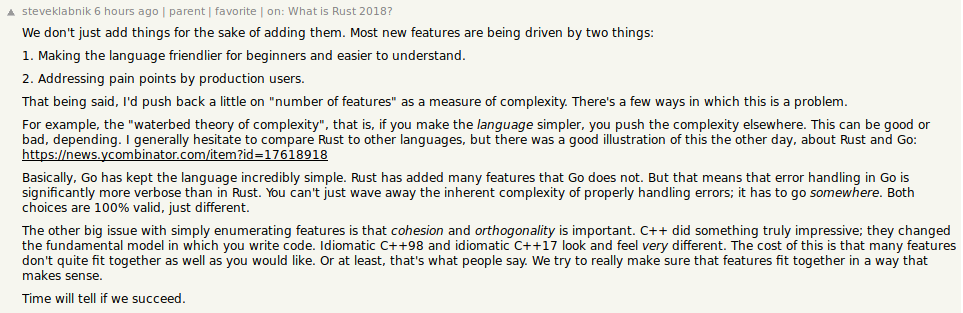 ▲ steveklabnik 6 hours ago | parent | favorite | on: What is Rust 2018?
We don't just add things for the sake of adding them. Most new features are being driven by two things:
1. Making the language friendlier for beginners and easier to understand.
2. Addressing pain points by production users.
That being said, I'd push back a little on "number of features" as a measure of complexity. There's a few ways in which this is a problem.
For example, the "waterbed theory of complexity", that is, if you make the language simpler, you push the complexity elsewhere. This can be good or
bad, depending. I generally hesitate to compare Rust to other languages, but there was a good illustration of this the other day, about Rust and Go:
https://news.ycombinator.com/item?id=17618918
Basically, Go has kept the language incredibly simple. Rust has added many features that Go does not. But that means that error handling in Go is
significantly more verbose than in Rust. You can't just wave away the inherent complexity of properly handling errors; it has to go somewhere. Both
choices are 100% valid, just different.
The other big issue with simply enumerating features is that cohesion and orthogonality is important. C++ did something truly impressive; they changed
the fundamental model in which you write code. Idiomatic C++98 and idiomatic C++17 look and feel very different. The cost of this is that many features
don't quite fit together as well as you would like. Or at least, that's what people say. We try to really make sure that features fit together in a way that
makes sense.
Time will tell if we succeed.